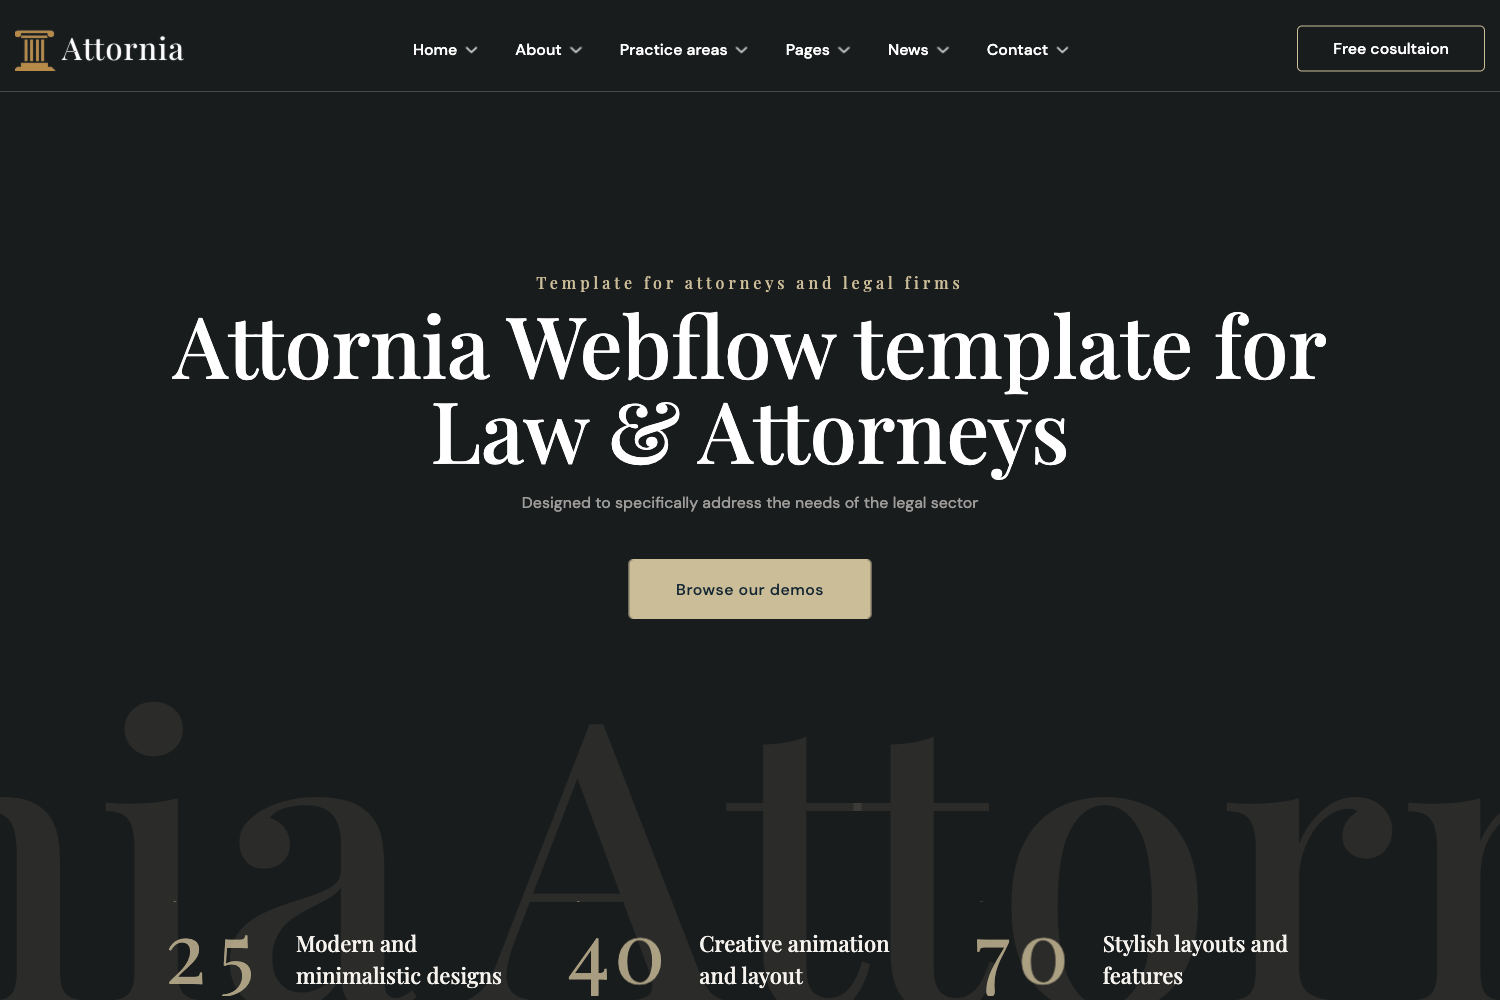 Attornia
Home
About
Practice areas
Pages
News
Contact
Free cosultaion
Template for attorneys and legal firms
Attornia Webflow template for
Law & Attorneys
Designed to specifically address the needs of the legal sector
Browse our demos
nia Attorn
25
Modern and
minimalistic designs
40
Creative animation
and layout
70
Stylish layouts and
features